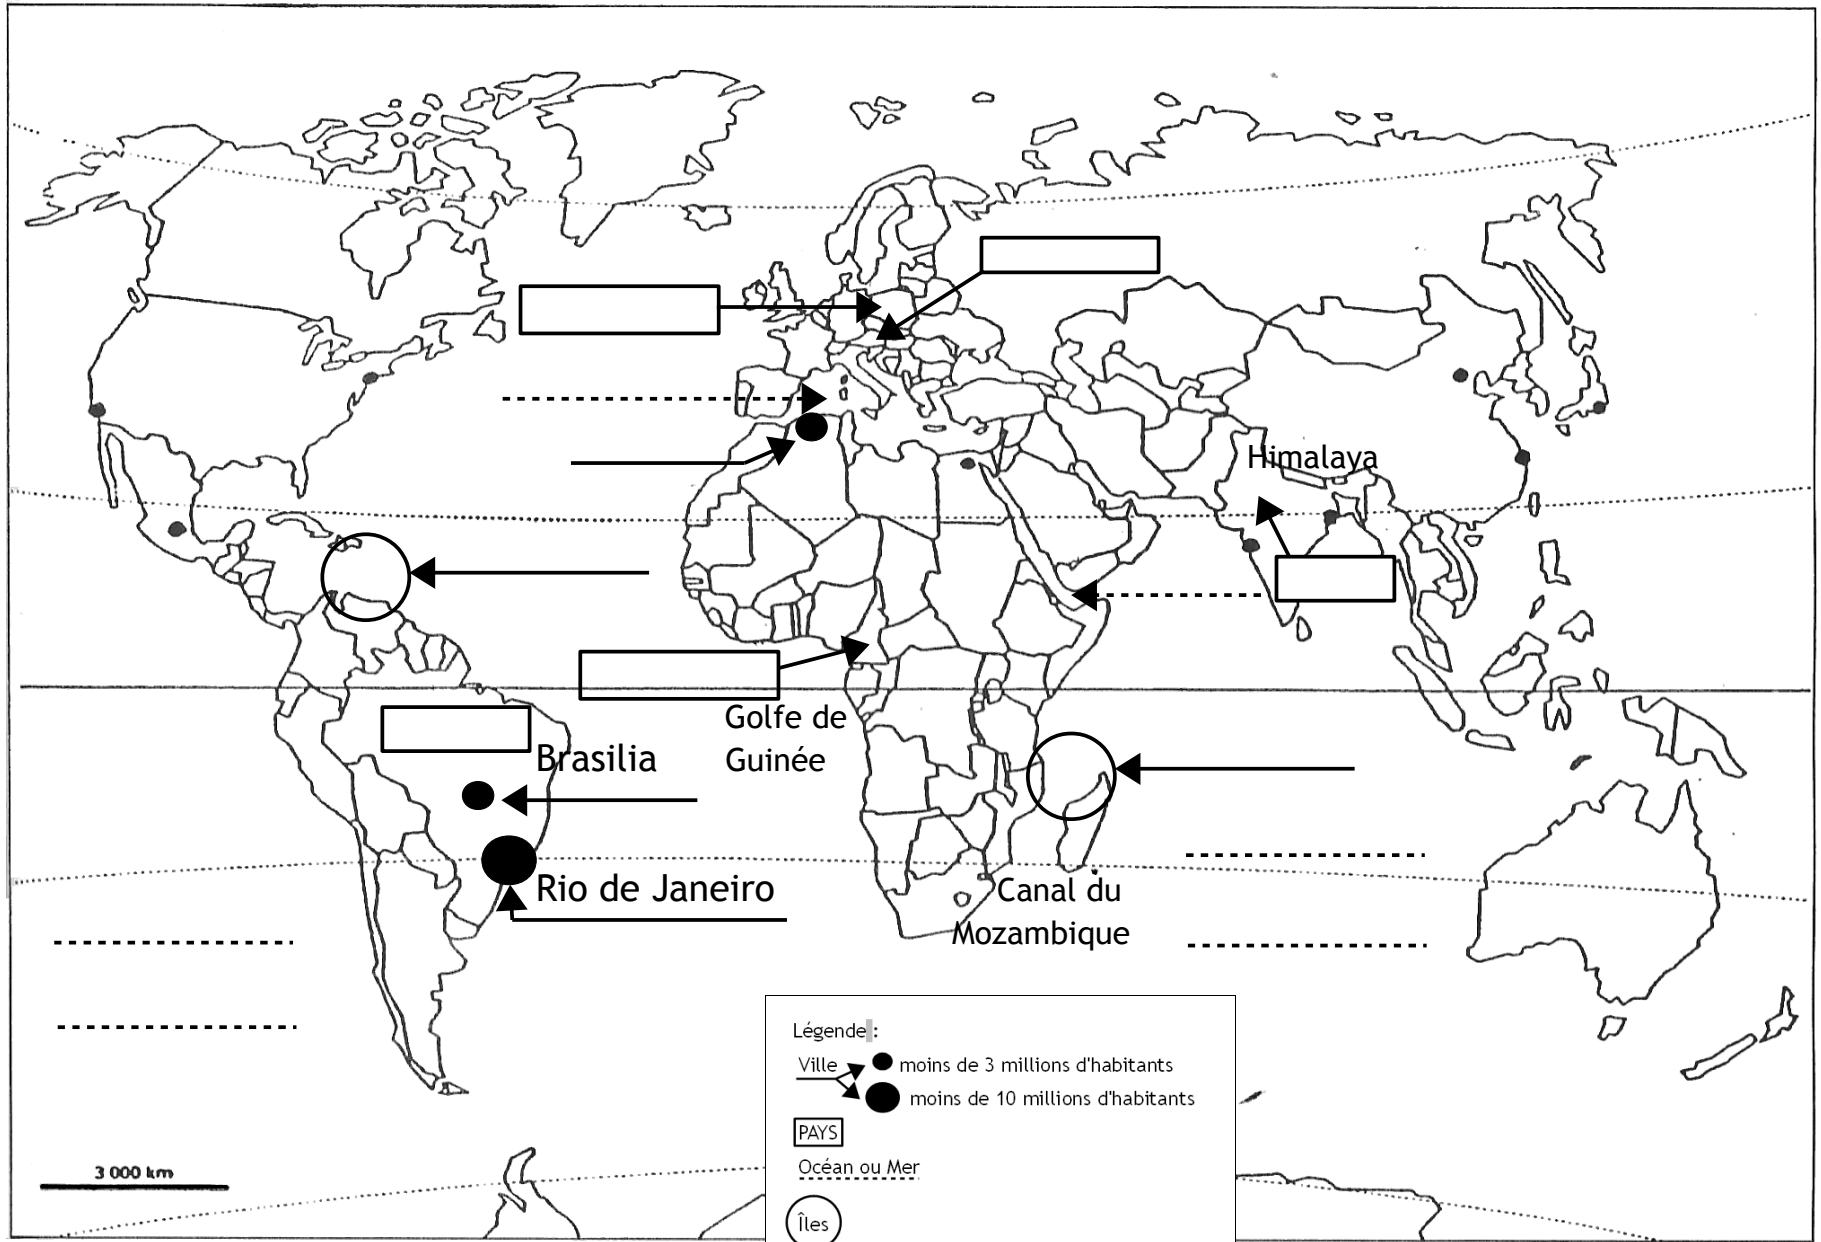 Himalaya
Golfe de
Guinée
Brasilia
Rio de Janeiro
Canal du
Mozambique
Légende :
Ville
moins de 3 millions d'habitants
moins de 10 millions d'habitants
PAYS
Océan ou Mer
Îles
3 000 km